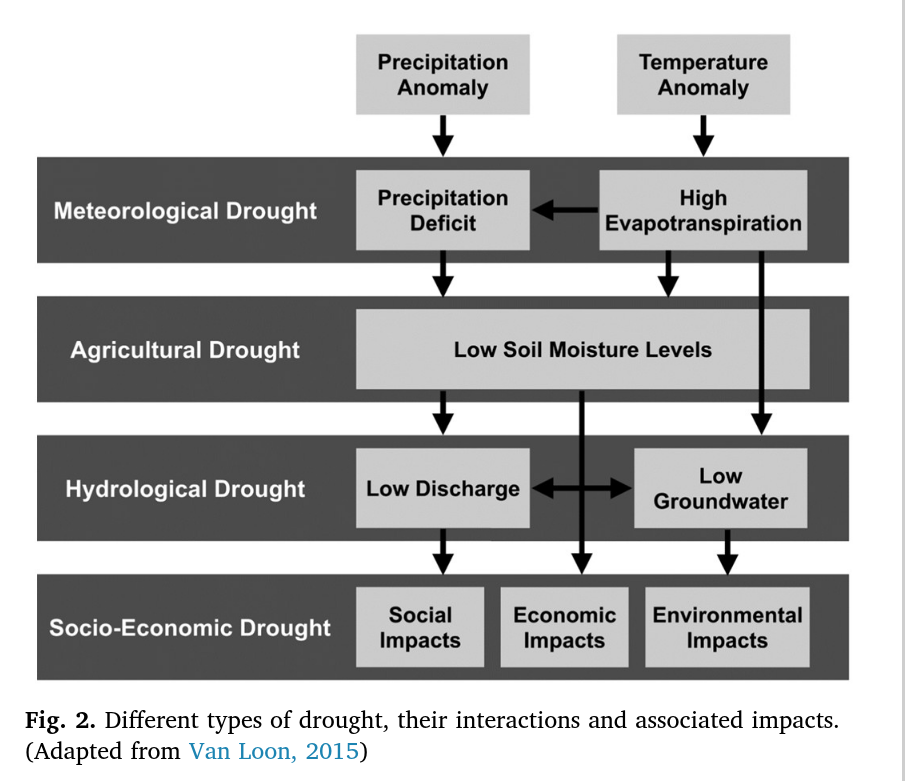 Precipitation
Anomaly
Temperature
Anomaly
Meteorological Drought
Precipitation
Deficit
High
Evapotranspiration
Agricultural Drought
Low Soil Moisture Levels
Hydrological Drought
Low Discharge
Low
Groundwater
Socio-Economic Drought
Social
Impacts
Economic
Impacts
Environmental
Impacts
Fig. 2. Different types of drought, their interactions and associated impacts.
(Adapted from Van Loon, 2015)